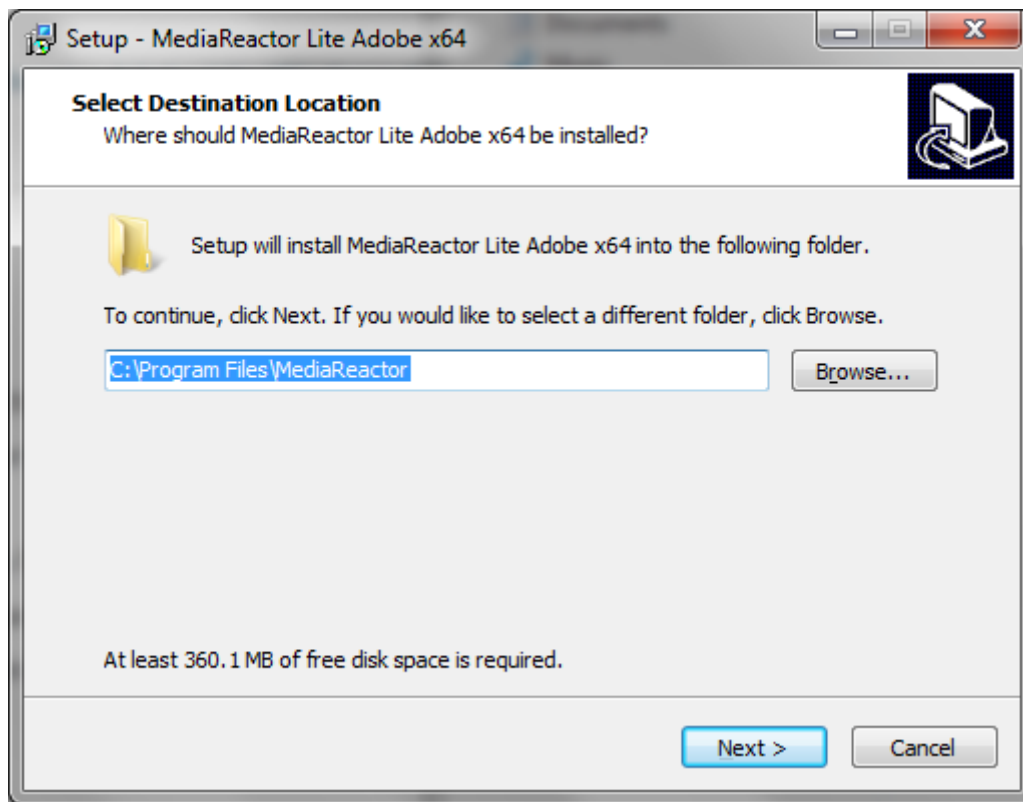 Setup - MediaReactor Lite Adobe x64
Select Destination Location
Where should MediaReactor Lite Adobe x64 be installed?
Setup will install MediaReactor Lite Adobe x64 into the following folder.
To continue, click Next. If you would like to select a different folder, click Browse.
C:\Program Files\MediaReactor
Browse...
At least 360.1 MB of free disk space is required.
Next >
Cancel